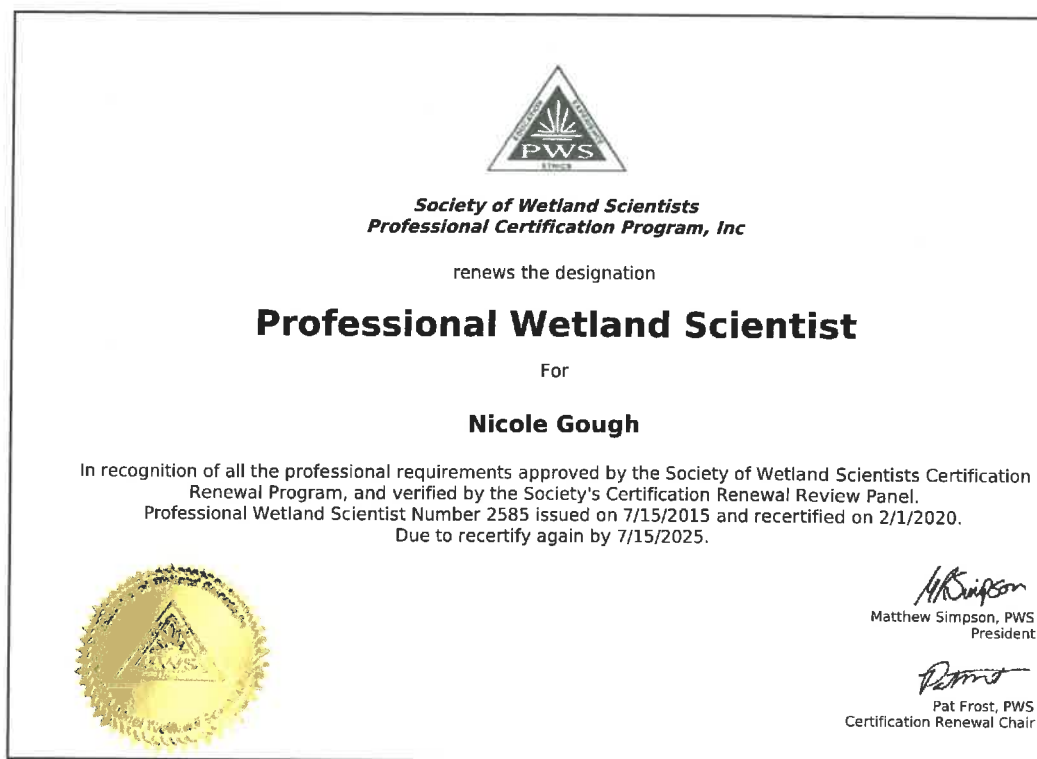 EDUCATION
EXPERIENCE
PWS
ETHICS
Society of Wetland Scientists
Professional Certification Program, Inc
renews the designation
Professional Wetland Scientist
For
Nicole Gough
In recognition of all the professional requirements approved by the Society of Wetland Scientists Certification
Renewal Program, and verified by the Society's Certification Renewal Review Panel.
Professional Wetland Scientist Number 2585 issued on 7/15/2015 and recertified on 2/1/2020.
Due to recertify again by 7/15/2025.
PWS
Matthew Simpson, PWS
President
Pat Frost, PWS
Certification Renewal Chair